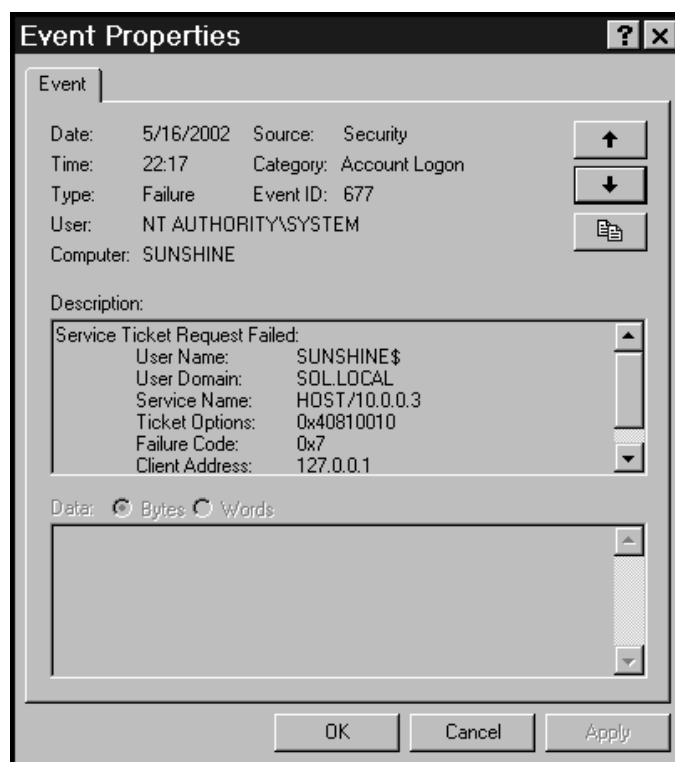 Event Properties
Event
Date: 5/16/2002 Source: Security
Time: 22:17 Category: Account Logon
Type: Failure Event ID: 677
User: NT AUTHORITY\SYSTEM
Computer: SUNSHINE
Description:
Service Ticket Request Failed:
User Name: SUNSHINE$
User Domain: SOL.LOCAL
Service Name: HOST/10.0.0.3
Ticket Options: 0x40810010
Failure Code: 0x7
Client Address: 127.0.0.1
Data: Bytes Words
OK Cancel Apply